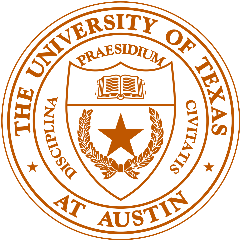 THE UNIVERSITY OF TEXAS
AT AUSTIN
DISCIPLINA
PRAESIDIUM
CIVITATIS